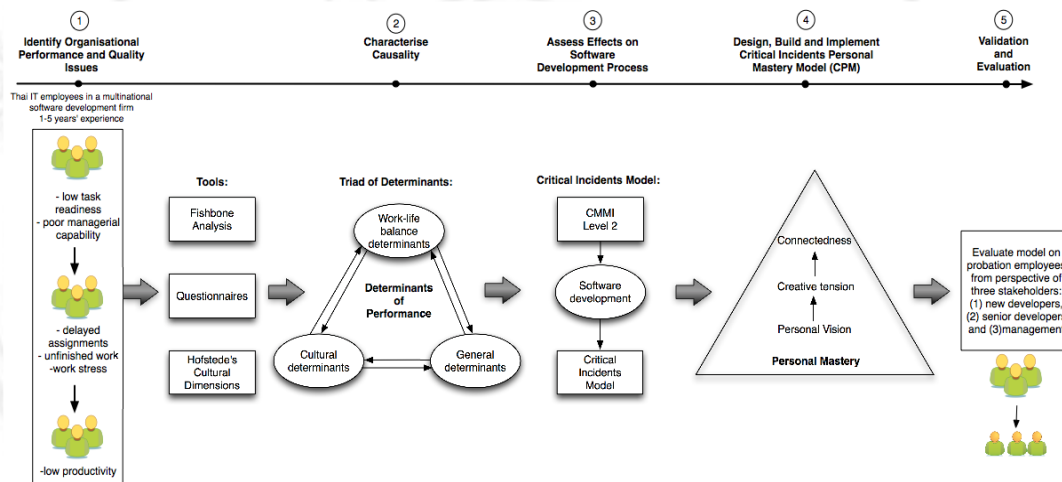 1
Identify Organisational
Performance and Quality
Issues
2
Characterise
Causality
3
Assess Effects on
Software
Development Process
4
Design, Build and Implement
Critical Incidents Personal
Mastery Model (CPM)
5
Validation
and
Evaluation
Thai IT employees in a multinational
software development firm
1-5 years' experience
- low task
readiness
- poor managerial
capability
- delayed
assignments
- unfinished work
-work stress
-low productivity
Tools:
Fishbone
Analysis
Questionnaires
Hofstede's
Cultural
Dimensions
Triad of Determinants:
Work-life
balance
determinants
Determinants
of
Performance
Cultural
determinants
General
determinants
Critical Incidents Model:
CMMI
Level 2
Software
development
Critical
Incidents
Model
Connectedness
Creative tension
Personal Vision
Personal Mastery
Evaluate model on
probation employees
from perspective of
three stakeholders:
(1) new developers,
(2) senior developers
and (3)management